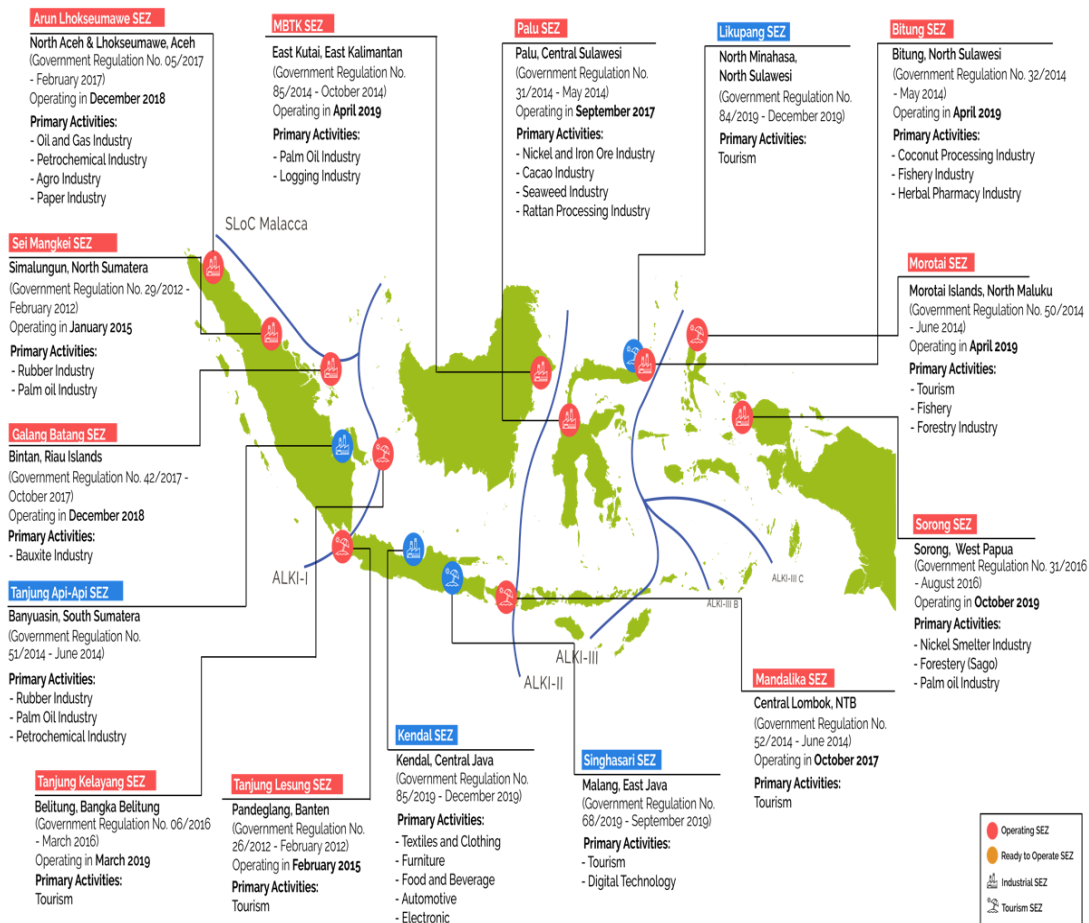 Arun Lhokseumawe SEZ
North Aceh & Lhokseumawe, Aceh
(Government Regulation No. 05/2017
- February 2017)
Operating in December 2018
Primary Activities:
- Oil and Gas Industry
- Petrochemical Industry
- Agro Industry
- Paper Industry
MBTK SEZ
East Kutai, East Kalimantan
(Government Regulation No.
85/2014 - October 2014)
Operating in April 2019
Primary Activities:
- Palm Oil Industry
- Logging Industry
Palu SEZ
Palu, Central Sulawesi
(Government Regulation No.
31/2014 - May 2014)
Operating in September 2017
Primary Activities:
- Nickel and Iron Ore Industry
- Cacao Industry
- Seaweed Industry
- Rattan Processing Industry
Likupang SEZ
North Minahasa,
North Sulawesi
(Government Regulation No.
84/2019 - December 2019)
Primary Activities:
Tourism
Bitung SEZ
Bitung, North Sulawesi
(Government Regulation No. 32/2014
- May 2014)
Operating in April 2019
Primary Activities:
- Coconut Processing Industry
- Fishery Industry
- Herbal Pharmacy Industry
SLoC Malacca
Sei Mangkei SEZ
Simalungun, North Sumatera
(Government Regulation No. 29/2012 -
February 2012)
Operating in January 2015
Primary Activities:
- Rubber Industry
- Palm oil Industry
Morotai SEZ
Morotai Islands, North Maluku
(Government Regulation No. 50/2014
- June 2014)
Operating in April 2019
Primary Activities:
- Tourism
- Fishery
- Forestry Industry
Galang Batang SEZ
Bintan, Riau Islands
(Government Regulation No. 42/2017 -
October 2017)
Operating in December 2018
Primary Activities:
- Bauxite Industry
Sorong SEZ
Sorong, West Papua
(Government Regulation No. 31/2016
- August 2016)
Operating in October 2019
Primary Activities:
- Nickel Smelter Industry
- Forestery (Sago)
- Palm oil Industry
Tanjung Api-Api SEZ
Banyuasin, South Sumatera
(Government Regulation No.
51/2014 - June 2014)
Primary Activities:
- Rubber Industry
- Palm Oil Industry
- Petrochemical Industry
ALKI-I
ALKI-III C
ALKI-III B
ALKI-III
ALKI-II
Mandalika SEZ
Central Lombok, NTB
(Government Regulation No.
52/2014 - June 2014)
Operating in October 2017
Primary Activities:
Tourism
Kendal SEZ
Kendal, Central Java
(Government Regulation No.
85/2019 - December 2019)
Primary Activities:
- Textiles and Clothing
- Furniture
- Food and Beverage
- Automotive
- Electronic
Singhasari SEZ
Malang, East Java
(Government Regulation No.
68/2019 - September 2019)
Primary Activities:
- Tourism
- Digital Technology
Tanjung Kelayang SEZ
Belitung, Bangka Belitung
(Government Regulation No. 06/2016
- March 2016)
Operating in March 2019
Primary Activities:
Tourism
Tanjung Lesung SEZ
Pandeglang, Banten
(Government Regulation No.
26/2012 - February 2012)
Operating in February 2015
Primary Activities:
Tourism
Operating SEZ
Ready to Operate SEZ
Industrial SEZ
Tourism SEZ